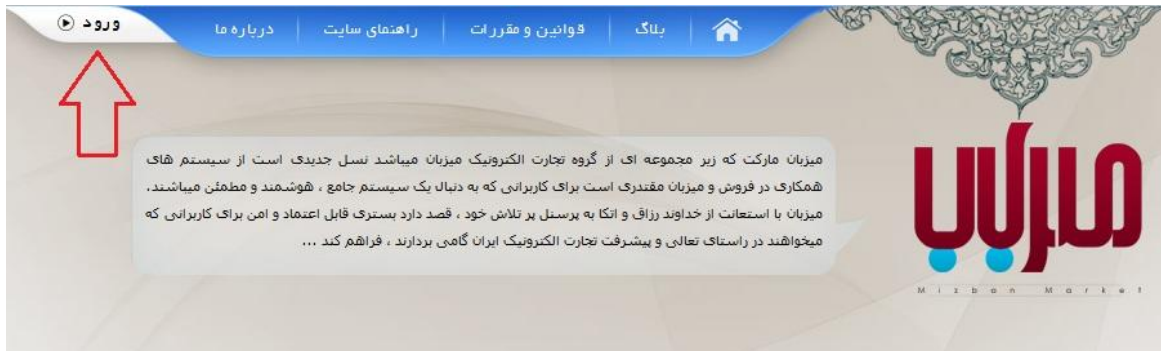 بلاگ
قوانین و مقررات
راهنمای سایت
درباره ما
ورود
میزبان مارکت که زیر مجموعه ای از گروه تجارت الکترونیک میزبان میباشد نسل جدیدی است از سیستم های
همکاری در فروش و میزبان مقتدری است برای کاربرانی که به دنبال یک سیستم جامع ، هوشمند و مطمئن میباشند.
میزبان با استعانت از خداوند رزاق و اتکا به پرسنل پر تلاش خود ، قصد دارد بستری قابل اعتماد و امن برای کاربرانی که
میخواهند در راستای تعالی و پیشرفت تجارت الکترونیک ایران گامی بردارند ، فراهم کند ...
میزبان
Mizban Market